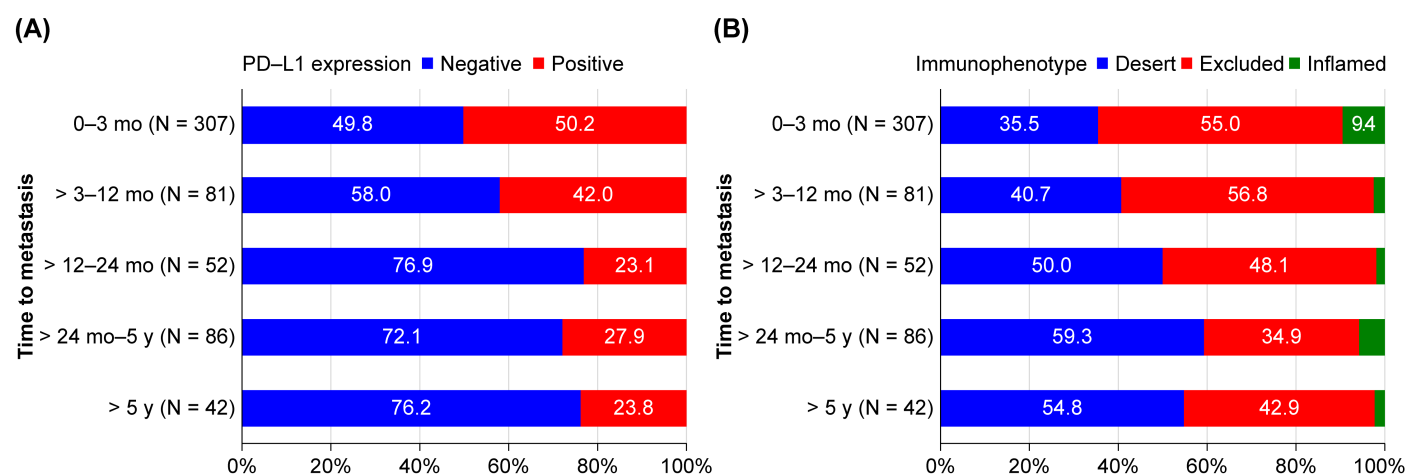 (A)
PD–L1 expression Negative Positive
Time to metastasis
0–3 mo (N = 307) 49.8 50.2
> 3–12 mo (N = 81) 58.0 42.0
> 12–24 mo (N = 52) 76.9 23.1
> 24 mo–5 y (N = 86) 72.1 27.9
> 5 y (N = 42) 76.2 23.8
0% 20% 40% 60% 80% 100%
(B)
Immunophenotype Desert Excluded Inflamed
Time to metastasis
0–3 mo (N = 307) 35.5 55.0 9.4
> 3–12 mo (N = 81) 40.7 56.8
> 12–24 mo (N = 52) 50.0 48.1
> 24 mo–5 y (N = 86) 59.3 34.9
> 5 y (N = 42) 54.8 42.9
0% 20% 40% 60% 80% 100%